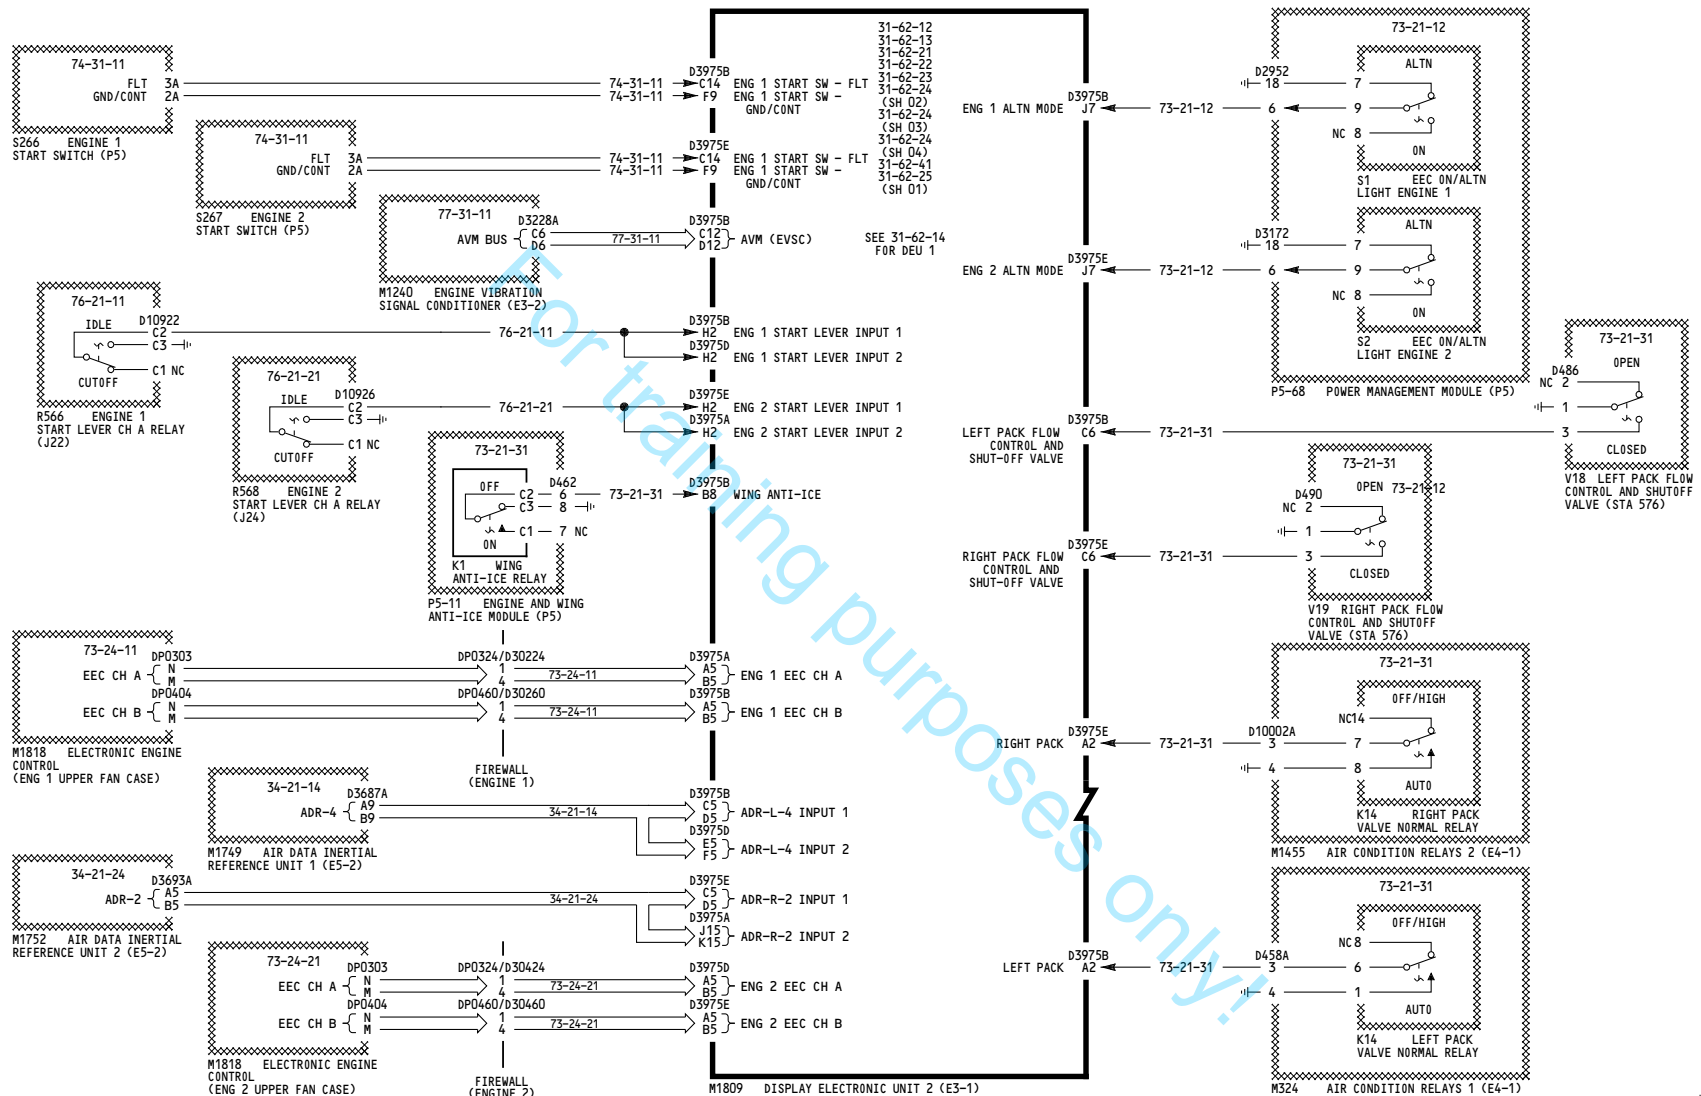 74-31-11
FLT 3A
GND/CONT 2A
S266 ENGINE 1
START SWITCH (P5)
74-31-11
FLT 3A
GND/CONT 2A
S267 ENGINE 2
START SWITCH (P5)
74-31-11
74-31-11
74-31-11
74-31-11
77-31-11
D3228A
AVM BUS C6
D6
77-31-11
M1240 ENGINE VIBRATION
SIGNAL CONDITIONER (E3-2)
76-21-11
D10922
IDLE C2
C3
C1 NC
CUTOFF
R566 ENGINE 1
START LEVER CH A RELAY
(J22)
76-21-11
76-21-21
D10926
IDLE C2
C3
C1 NC
CUTOFF
R568 ENGINE 2
START LEVER CH A RELAY
(J24)
76-21-21
73-21-31
OFF
D462
C2 6
C3 8
C1 7 NC
ON
K1 WING
ANTI-ICE RELAY
P5-11 ENGINE AND WING
ANTI-ICE MODULE (P5)
73-21-31
73-24-11
DP0303
EEC CH A N
M
DP0404
EEC CH B N
M
M1818 ELECTRONIC ENGINE
CONTROL
(ENG 1 UPPER FAN CASE)
DP0324/D30224
1
4
73-24-11
DP0460/D30260
1
4
73-24-11
FIREWALL
(ENGINE 1)
34-21-14
D3687A
ADR-4 A9
B9
34-21-14
M1749 AIR DATA INERTIAL
REFERENCE UNIT 1 (E5-2)
34-21-24
D3693A
ADR-2 A5
B5
34-21-24
M1752 AIR DATA INERTIAL
REFERENCE UNIT 2 (E5-2)
73-24-21
DP0303
EEC CH A N
M
DP0404
EEC CH B N
M
M1818 ELECTRONIC ENGINE
CONTROL
(ENG 2 UPPER FAN CASE)
DP0324/D30424
1
4
73-24-21
DP0460/D30460
1
4
73-24-21
FIREWALL
(ENGINE 2)
D3975B
C14 ENG 1 START SW - FLT
F9 ENG 1 START SW -
GND/CONT
D3975E
C14 ENG 1 START SW - FLT
F9 ENG 1 START SW -
GND/CONT
D3975B
C12
D12
AVM (EVSC)
D3975B
H2 ENG 1 START LEVER INPUT 1
D3975D
H2 ENG 1 START LEVER INPUT 2
D3975E
H2 ENG 2 START LEVER INPUT 1
D3975A
H2 ENG 2 START LEVER INPUT 2
D3975B
B8 WING ANTI-ICE
D3975A
A5
B5
ENG 1 EEC CH A
D3975B
A5
B5
ENG 1 EEC CH B
D3975B
C5
D5
ADR-L-4 INPUT 1
D3975D
E5
F5
ADR-L-4 INPUT 2
D3975E
C5
D5
ADR-R-2 INPUT 1
D3975A
J15
K15
ADR-R-2 INPUT 2
D3975D
A5
B5
ENG 2 EEC CH A
D3975E
A5
B5
ENG 2 EEC CH B
31-62-12
31-62-13
31-62-21
31-62-22
31-62-23
31-62-24
(SH 02)
31-62-24
(SH 03)
31-62-24
(SH 04)
31-62-41
31-62-25
(SH 01)
SEE 31-62-14
FOR DEU 1
M1809 DISPLAY ELECTRONIC UNIT 2 (E3-1)
D3975B
ENG 1 ALTN MODE J7
73-21-12
D3975E
ENG 2 ALTN MODE J7
73-21-12
D3975B
LEFT PACK FLOW C6
CONTROL AND
SHUT-OFF VALVE
73-21-31
D3975E
RIGHT PACK FLOW C6
CONTROL AND
SHUT-OFF VALVE
73-21-31
D3975E
RIGHT PACK A2
73-21-31
D3975B
LEFT PACK A2
73-21-31
73-21-12
ALTN
D2952
18 7
6 9
NC 8
ON
S1 EEC ON/ALTN
LIGHT ENGINE 1
ALTN
D3172
18 7
6 9
NC 8
ON
S2 EEC ON/ALTN
LIGHT ENGINE 2
P5-68 POWER MANAGEMENT MODULE (P5)
73-21-31
OPEN
D486
NC 2
1
3
CLOSED
V18 LEFT PACK FLOW
CONTROL AND SHUTOFF
VALVE (STA 576)
73-21-31
OPEN 73-21-12
D490
NC 2
1
3
CLOSED
V19 RIGHT PACK FLOW
CONTROL AND SHUTOFF
VALVE (STA 576)
73-21-31
OFF/HIGH
NC14
D10002A
3 7
4 8
AUTO
K14 RIGHT PACK
VALVE NORMAL RELAY
M1455 AIR CONDITION RELAYS 2 (E4-1)
73-21-31
OFF/HIGH
NC 8
D458A
3 6
4 1
AUTO
K14 LEFT PACK
VALVE NORMAL RELAY
M324 AIR CONDITION RELAYS 1 (E4-1)
For training purposes only!